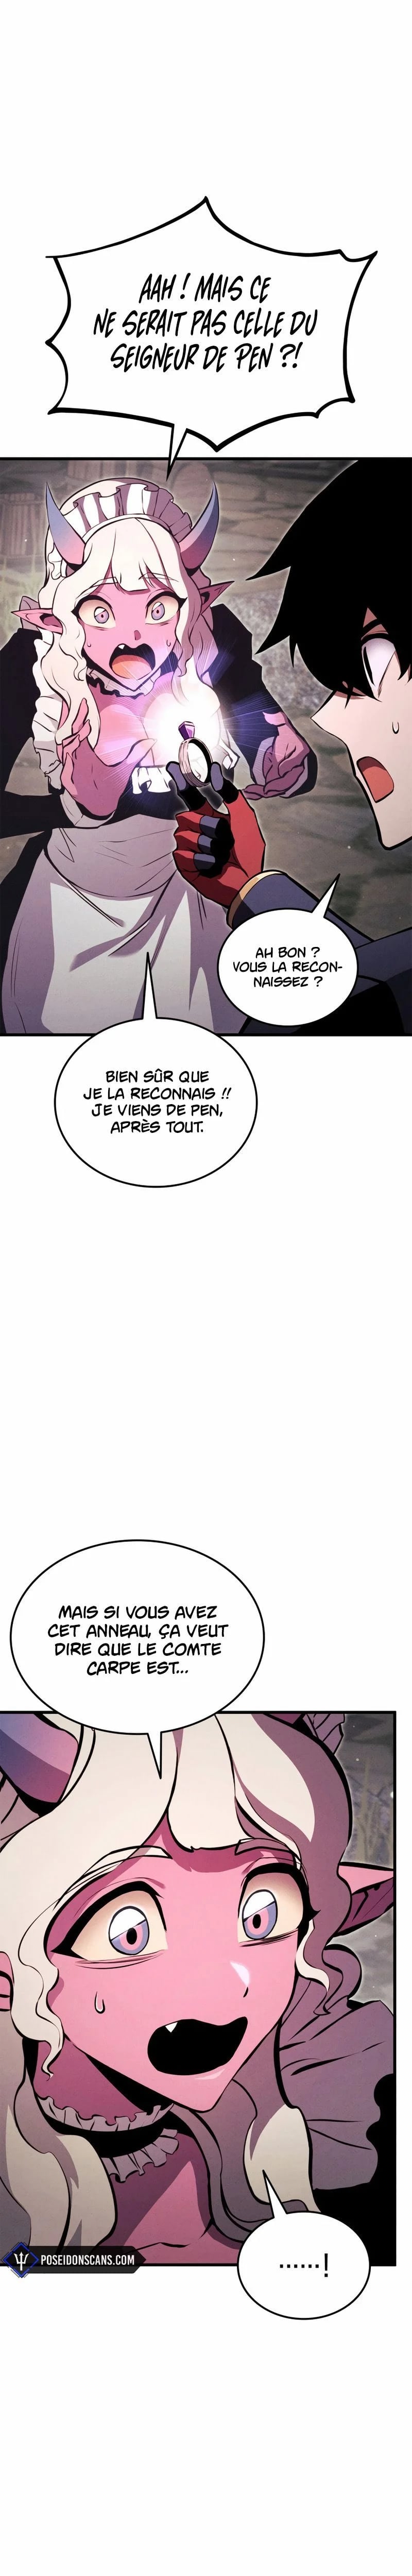 AAH ! MAIS CE
NE SERAIT PAS CELLE DU
SEIGNEUR DE PEN ?!
AH BON ?
VOUS LA RECON-
NAISSEZ ?
BIEN SÛR QUE
JE LA RECONNAIS !!
JE VIENS DE PEN,
APRÈS TOUT.
MAIS SI VOUS AVEZ
CET ANNEAU, ÇA VEUT
DIRE QUE LE COMTE
CARPE EST...
......!
POSEIDONSCANS.COM